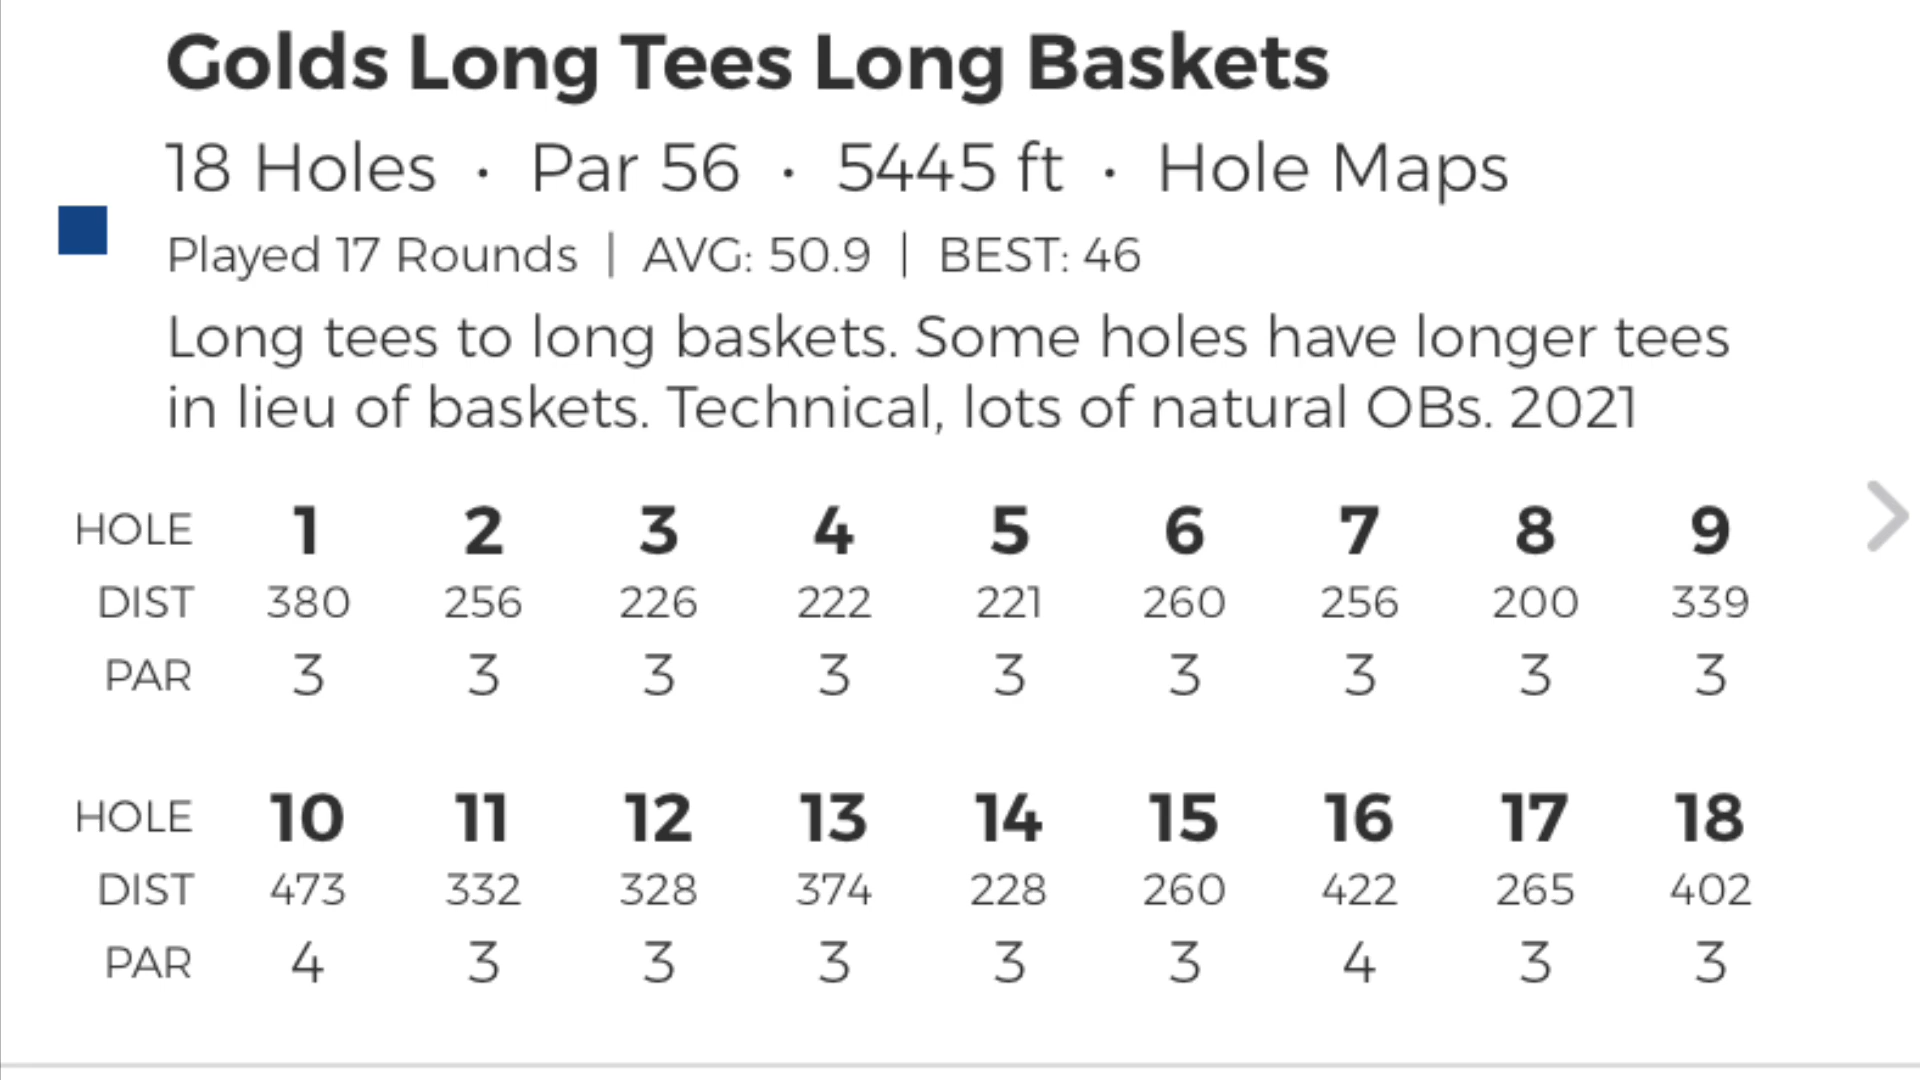 Golds Long Tees Long Baskets
18 Holes · Par 56 · 5445 ft · Hole Maps
Played 17 Rounds | AVG: 50.9 | BEST: 46
Long tees to long baskets. Some holes have longer tees
in lieu of baskets. Technical, lots of natural OBs. 2021
HOLE 1 2 3 4 5 6 7 8 9
DIST 380 256 226 222 221 260 256 200 339
PAR 3 3 3 3 3 3 3 3 3
HOLE 10 11 12 13 14 15 16 17 18
DIST 473 332 328 374 228 260 422 265 402
PAR 4 3 3 3 3 3 4 3 3